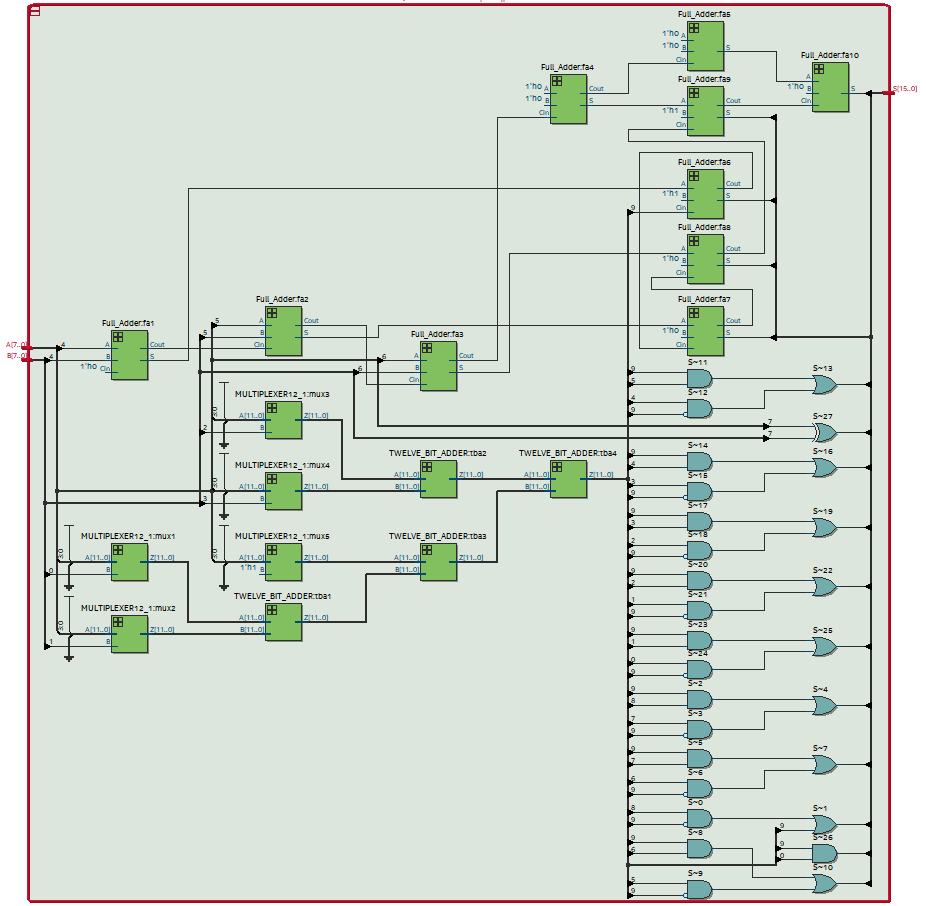 Full_Adder:fa5
1'h0 A
1'h0 B
Cin
S
Full_Adder:fa10
A
1'h0 B
Cin
S
S[15..0]
Full_Adder:fa4
1'h0 A
1'h0 B
Cin
Cout
S
Full_Adder:fa9
A
1'h1 B
Cin
Cout
S
Full_Adder:fa6
A
1'h1 B
9 Cin
Cout
S
Full_Adder:fa8
A
1'h0 B
Cin
Cout
S
Full_Adder:fa7
A
1'h0 B
Cin
Cout
S
Full_Adder:fa1
A[7..0]
B[7..0]
4 A
4 B
1'h0 Cin
Cout
S
Full_Adder:fa2
5 A
5 B
Cin
Cout
S
Full_Adder:fa3
6 A
6 B
Cin
Cout
S
MULTIPLEXER12_1:mux3
3:0
A[11..0]
2 B
Z[11..0]
MULTIPLEXER12_1:mux4
A[11..0]
3 B
Z[11..0]
MULTIPLEXER12_1:mux5
3:0
A[11..0]
1'h1 B
Z[11..0]
MULTIPLEXER12_1:mux1
3:0
A[11..0]
0 B
Z[11..0]
MULTIPLEXER12_1:mux2
3:0
A[11..0]
1 B
Z[11..0]
TWELVE_BIT_ADDER:tba1
A[11..0]
B[11..0]
Z[11..0]
TWELVE_BIT_ADDER:tba2
A[11..0]
B[11..0]
Z[11..0]
TWELVE_BIT_ADDER:tba3
A[11..0]
B[11..0]
Z[11..0]
TWELVE_BIT_ADDER:tba4
A[11..0]
B[11..0]
Z[11..0]
S~11
9
5
S~13
S~12
4
9
S~27
7
7
S~14
9
4
S~16
S~15
3
9
S~17
9
3
S~19
S~18
2
9
S~20
9
2
S~22
S~21
1
9
S~23
9
1
S~25
S~24
0
9
S~2
9
8
S~4
S~3
7
9
S~5
9
7
S~7
S~6
6
9
S~0
8
9
S~1
9
S~8
9
6
S~26
9
0
S~10
S~9
5
9